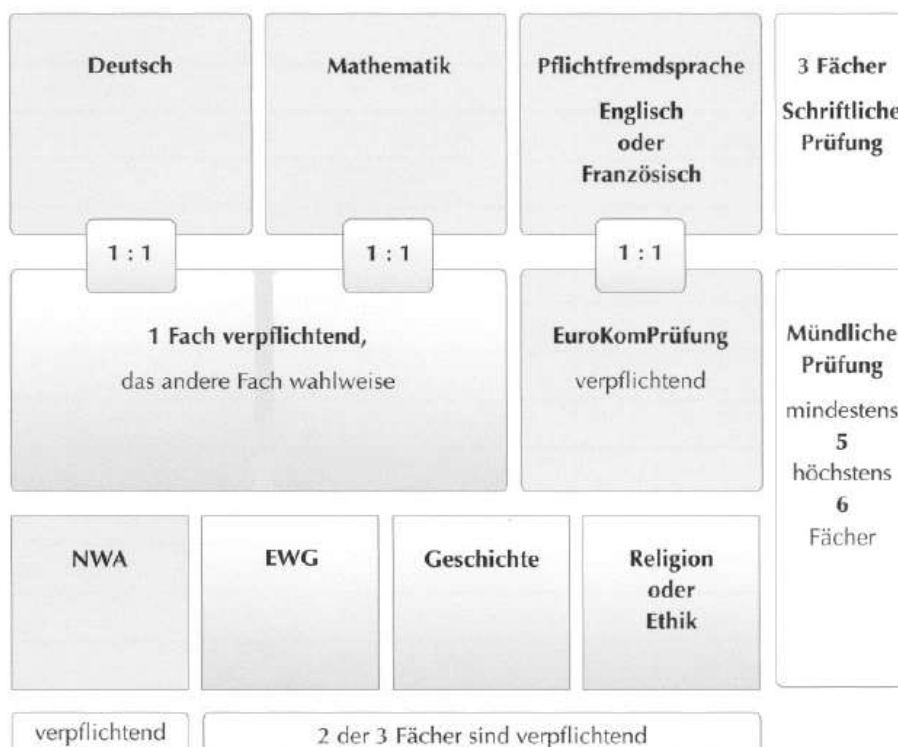 Deutsch
Mathematik
Pflichtfremdsprache
Englisch
oder
Französisch
3 Fächer
Schriftliche
Prüfung
1 : 1
1 : 1
1 : 1
1 Fach verpflichtend,
das andere Fach wahlweise
EuroKomPrüfung
verpflichtend
Mündliche
Prüfung
mindestens
5
höchstens
6
Fächer
NWA
EWG
Geschichte
Religion
oder
Ethik
verpflichtend
2 der 3 Fächer sind verpflichtend